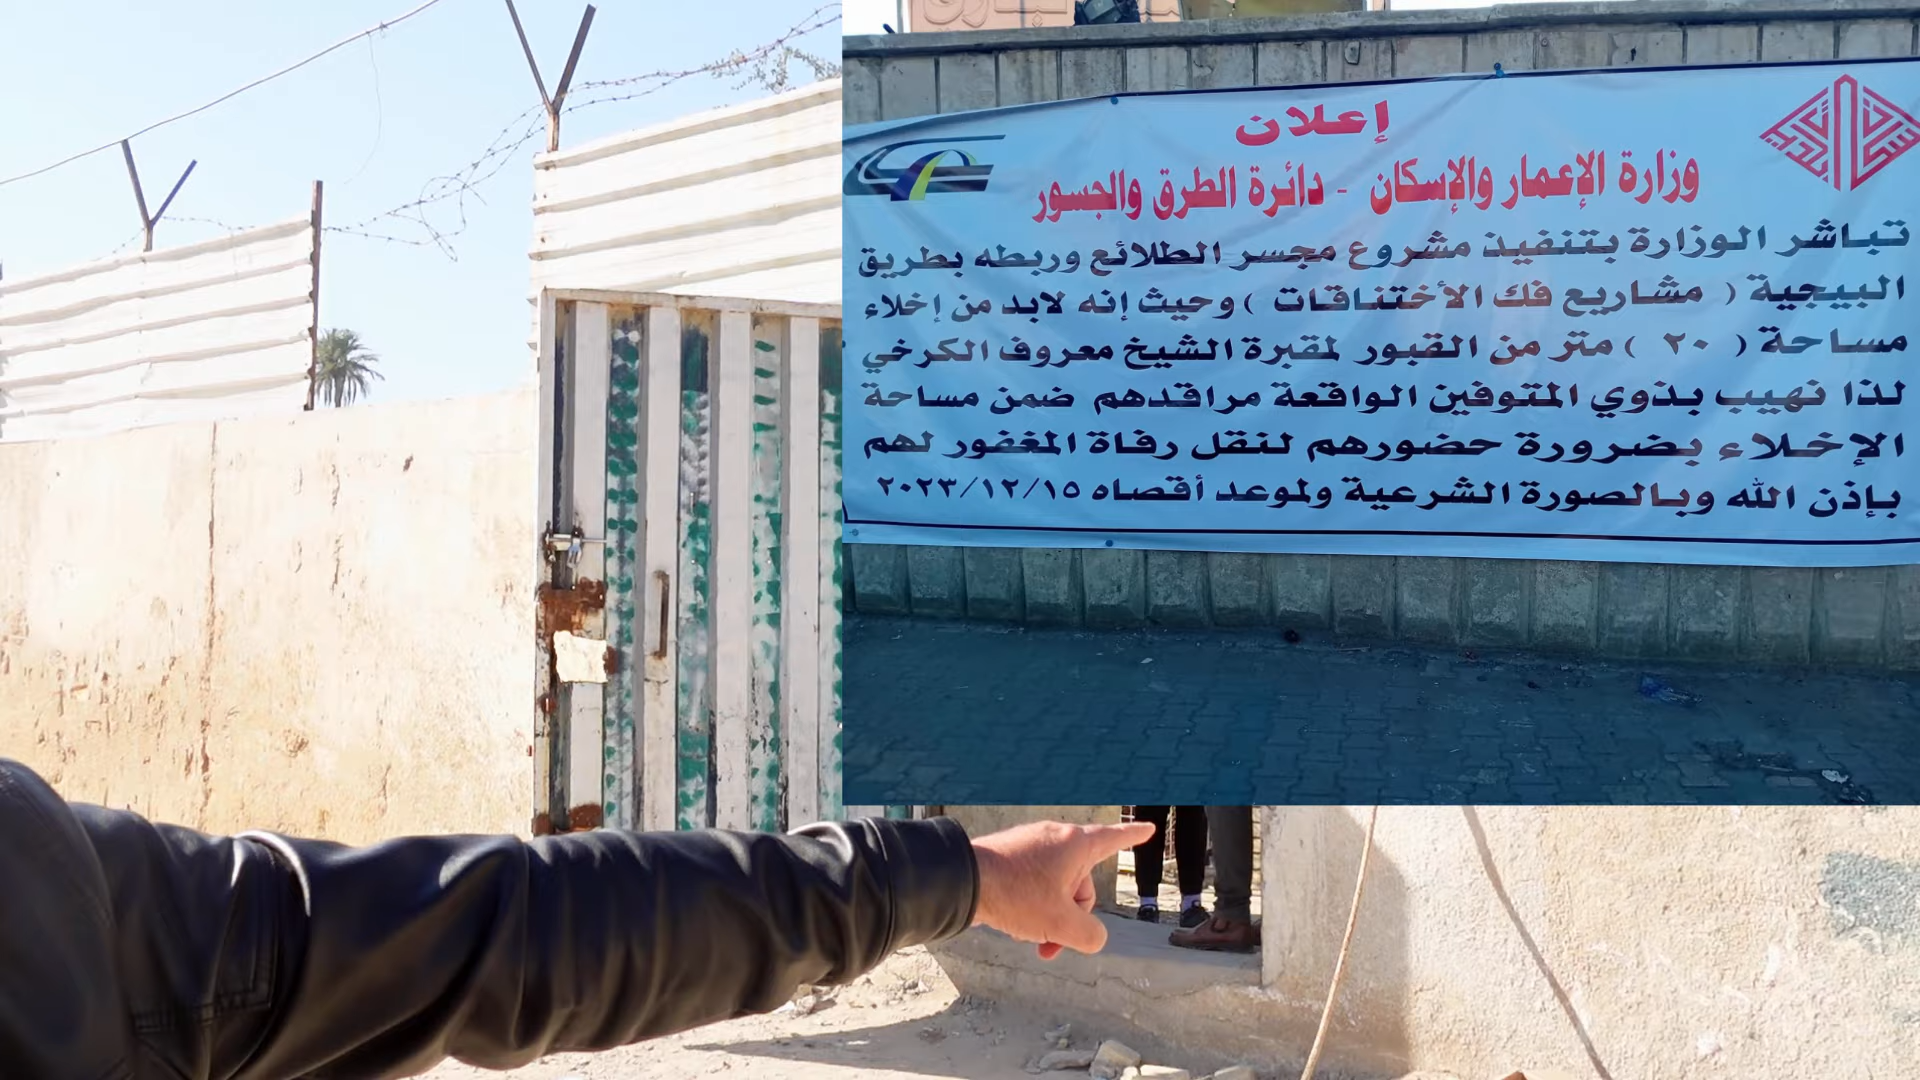 إعلان
وزارة الإعمار والإسكان - دائرة الطرق والجسور
تباشر الوزارة بتنفيذ مشروع مجسر الطلائع وربطه بطريق
البيجية ( مشاريع فك الأختناقات ) وحيث إنه لابد من إخلاء
مساحة ( ٢٠ ) متر من القبور لمقبرة الشيخ معروف الكرخي
لذا نهيب بذوي المتوفين الواقعة مراقدهم ضمن مساحة
الإخلاء بضرورة حضورهم لنقل رفاة المغفور لهم
بإذن الله وبالصورة الشرعية ولموعد أقصاه ٢٠٢٣/١٢/١٥